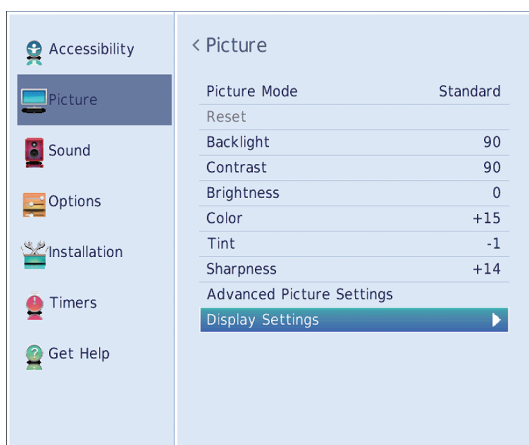 Accessibility
Picture
Sound
Options
Installation
Timers
Get Help
< Picture
Picture Mode Standard
Reset
Backlight 90
Contrast 90
Brightness 0
Color +15
Tint -1
Sharpness +14
Advanced Picture Settings
Display Settings